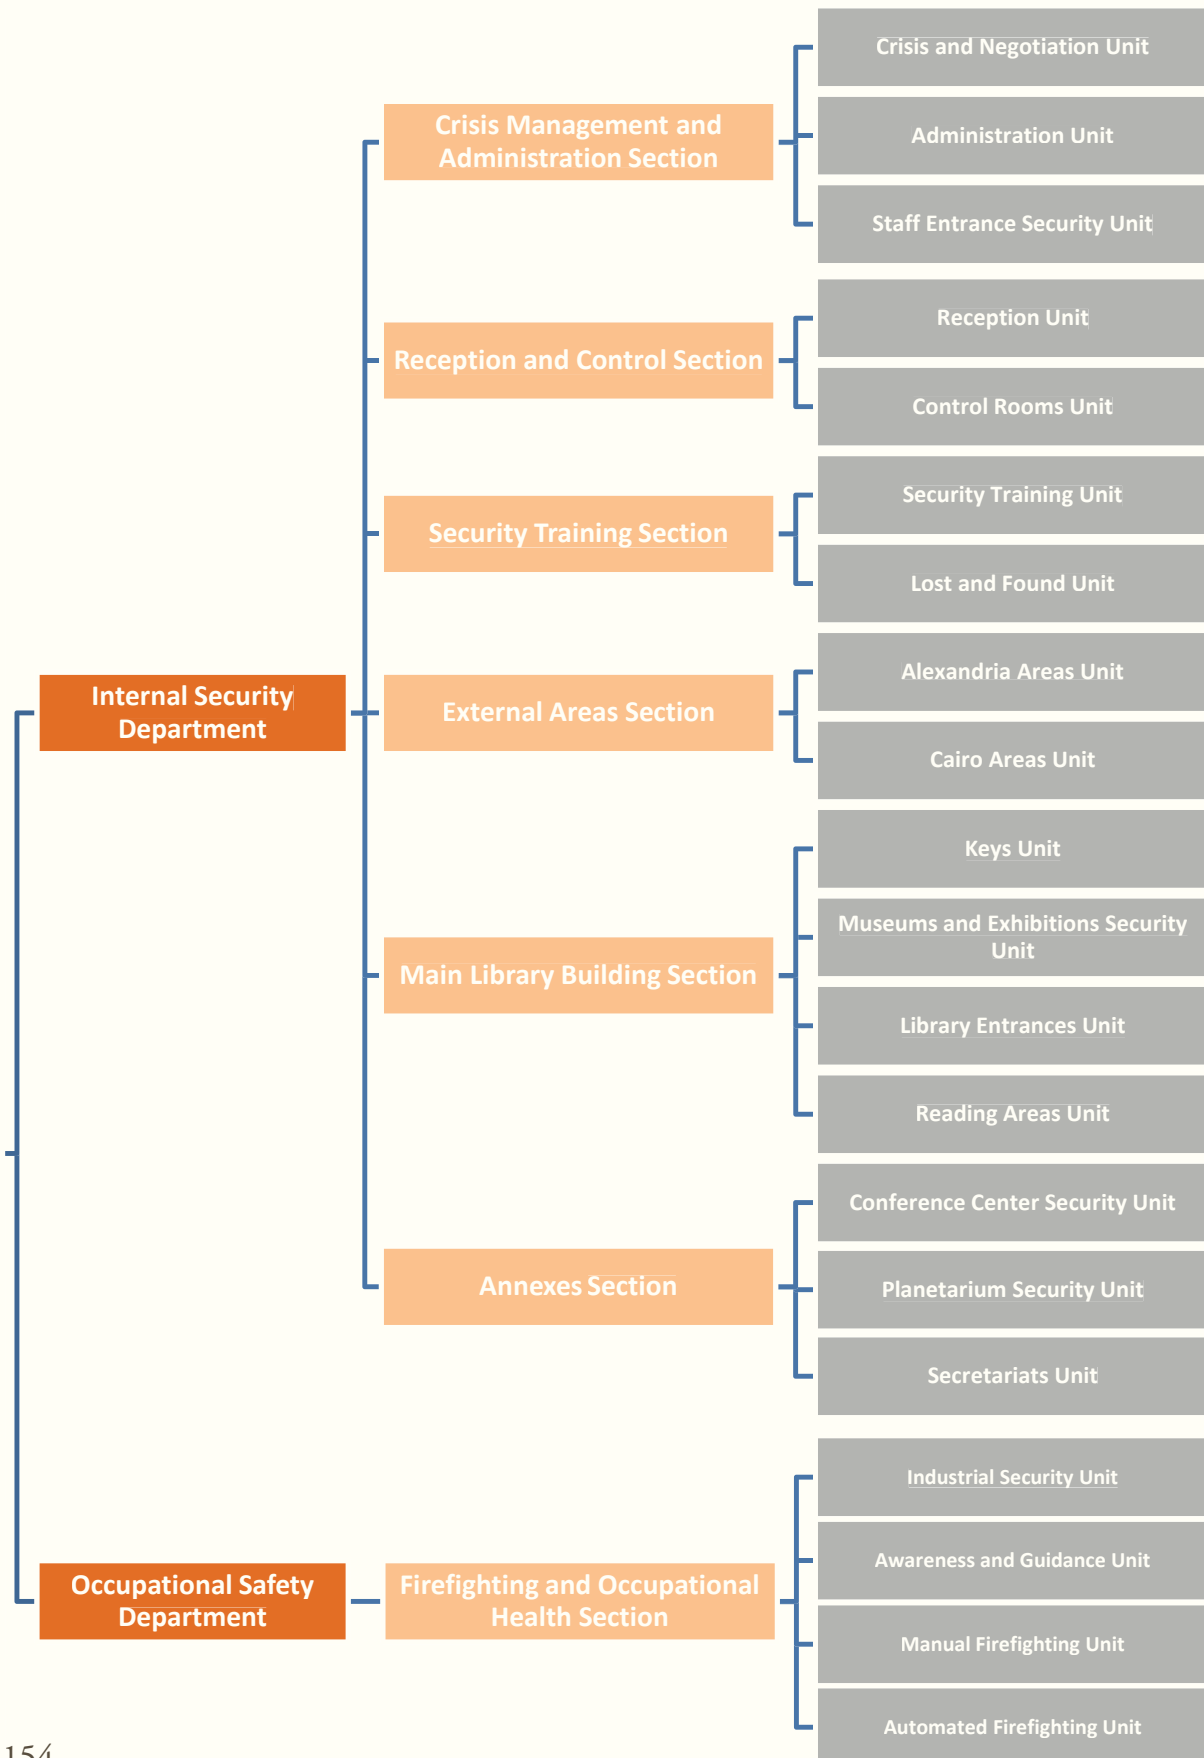 Crisis and Negotiation Unit
Crisis Management and
Administration Section
Administration Unit
Staff Entrance Security Unit
Reception Unit
Reception and Control Section
Control Rooms Unit
Security Training Unit
Security Training Section
Lost and Found Unit
Alexandria Areas Unit
Internal Security
Department
External Areas Section
Cairo Areas Unit
Keys Unit
Museums and Exhibitions Security
Unit
Main Library Building Section
Library Entrances Unit
Reading Areas Unit
Conference Center Security Unit
Annexes Section
Planetarium Security Unit
Secretariats Unit
Industrial Security Unit
Awareness and Guidance Unit
Occupational Safety
Department
Firefighting and Occupational
Health Section
Manual Firefighting Unit
Automated Firefighting Unit
154